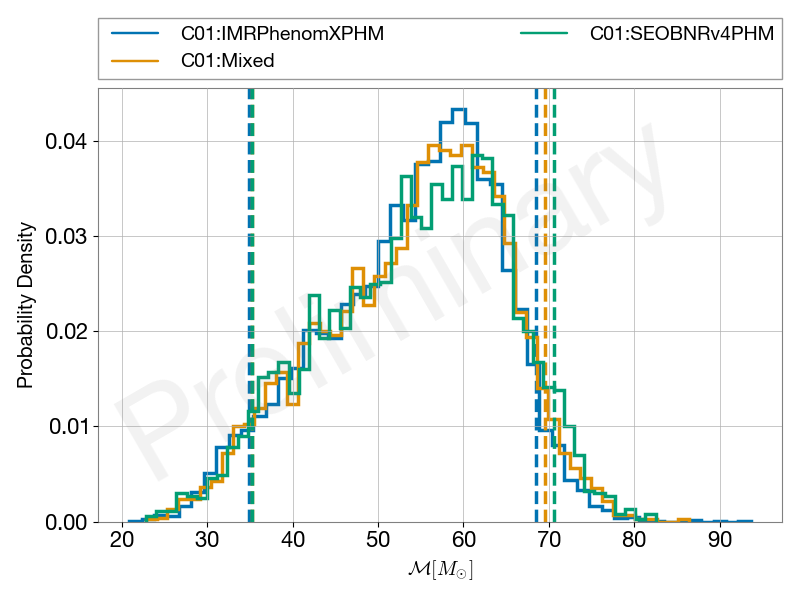 C01:IMRPhenomXPHM
C01:SEOBNRv4PHM
C01:Mixed
Preliminary
Probability Density
0.04
0.03
0.02
0.01
0.00
20 30 40 50 60 70 80 90
ℳ[M⊙]